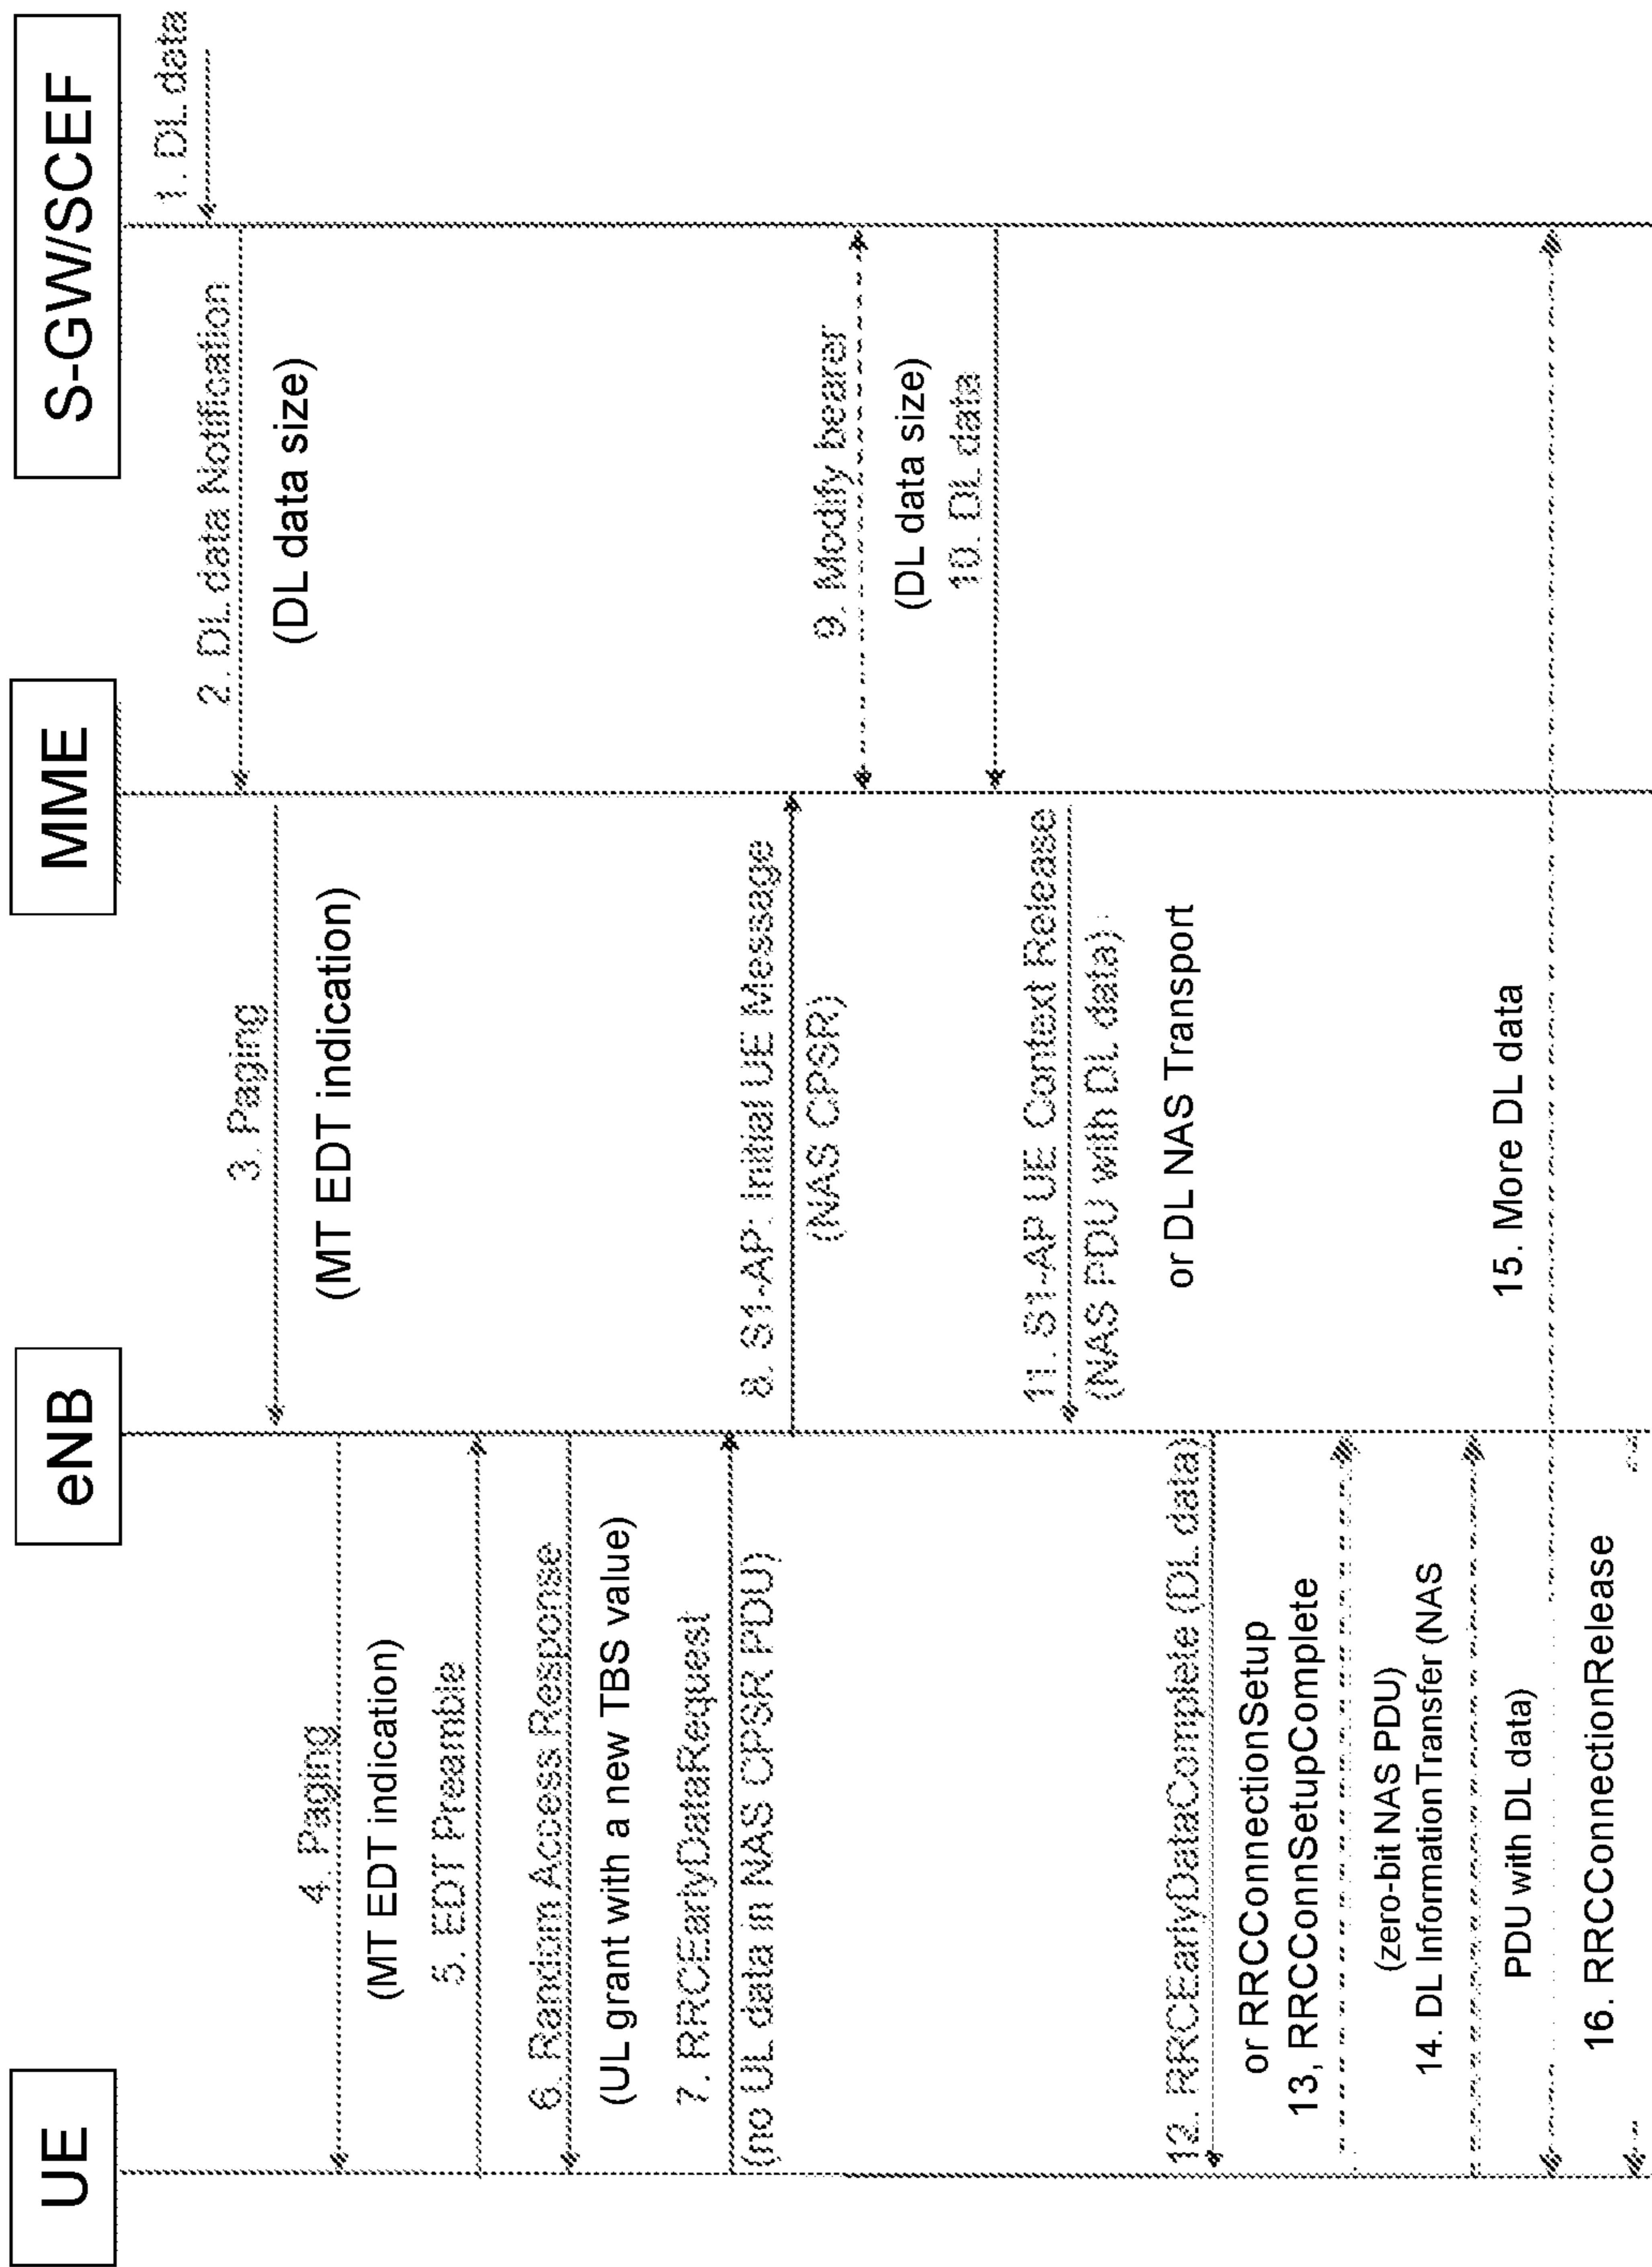 UE
eNB
MME
S-GW/SCEF
1. DL data
2. DL data Notification
(DL data size)
3. Paging
(MT EDT indication)
4. Paging
(MT EDT indication)
5. EDT Preamble
6. Random Access Response
(UL grant with a new TBS value)
7. RRCEarlyDataRequest
(no UL data in NAS CPSR PDU)
8. S1-AP: Initial UE Message
(NAS CPSR)
9. Modify bearer
(DL data size)
10. DL data
11. S1-AP UE Context Release
(NAS PDU with DL data)
or DL NAS Transport
12. RRCEarlyDataComplete (DL data)
or RRCConnectionSetup
13, RRCConnSetupComplete
(zero-bit NAS PDU)
14. DL InformationTransfer (NAS
PDU with DL data)
15. More DL data
16. RRCConnectionRelease